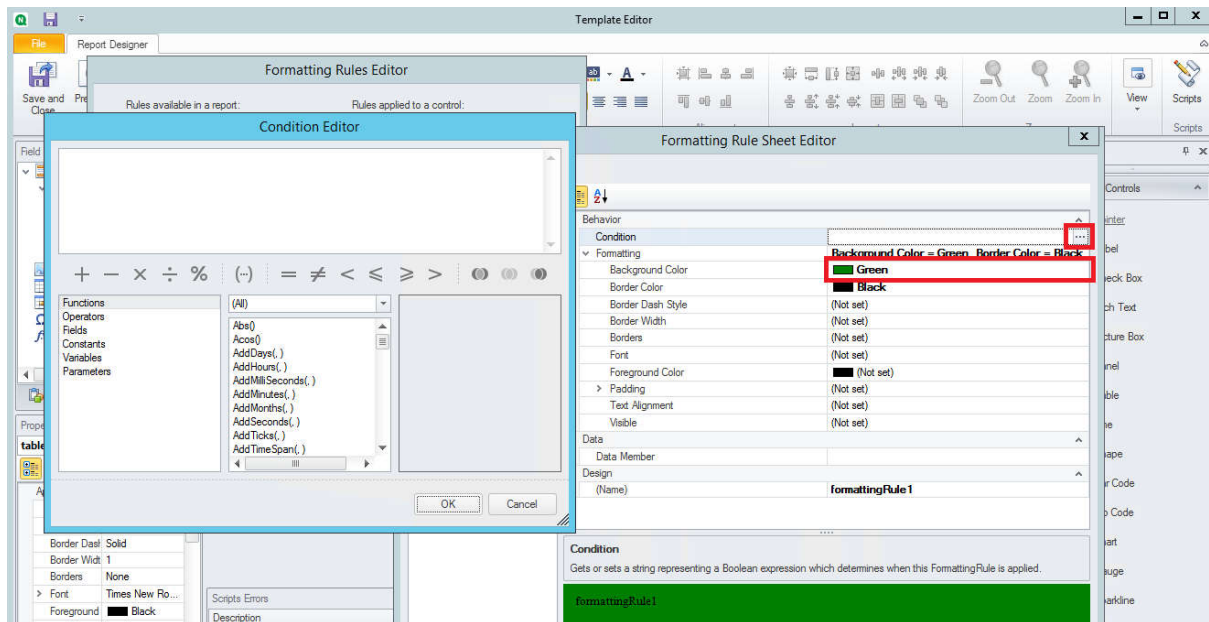 Template Editor
File Report Designer
Save and Close
Zoom Out Zoom Zoom In
View
Scripts
Scripts
Formatting Rules Editor
Rules available in a report: Rules applied to a control:
Condition Editor
+ − × ÷ % (··) = ≠ < ≤ ≥ >
Functions
Operators
Fields
Constants
Variables
Parameters
(All)
Abs()
Acos()
AddDays(, )
AddHours(, )
AddMilliSeconds(, )
AddMinutes(, )
AddMonths(, )
AddSeconds(, )
AddTicks(, )
AddTimeSpan(, )
OK Cancel
Formatting Rule Sheet Editor
Behavior
Condition ...
Formatting Background Color = Green, Border Color = Black
Background Color Green
Border Color Black
Border Dash Style (Not set)
Border Width (Not set)
Borders (Not set)
Font (Not set)
Foreground Color (Not set)
Padding (Not set)
Text Alignment (Not set)
Visible (Not set)
Data
Data Member
Design
(Name) formattingRule1
Condition
Gets or sets a string representing a Boolean expression which determines when this FormattingRule is applied.
formattingRule1
Field
Controls
Border Dash Solid
Border Widt 1
Borders None
Font Times New Ro...
Foreground Black
Scripts Errors
Description